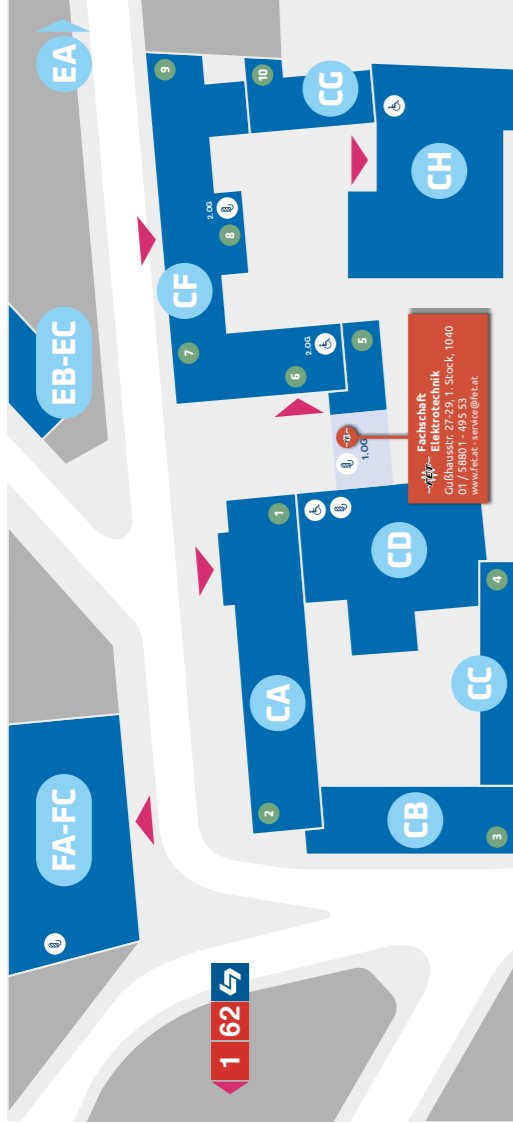 EA
EB-EC
FA-FC
9
10
CG
CH
2.OG
8
CF
7
6
2.OG
5
1.OG
Fachschaft
Elektrotechnik
Gußhausstr. 27-29, 1. Stock, 1040
01 / 58801 - 495 53
www.fet.at - service@fet.at
1
CD
4
CA
2
CC
CB
3
1 62